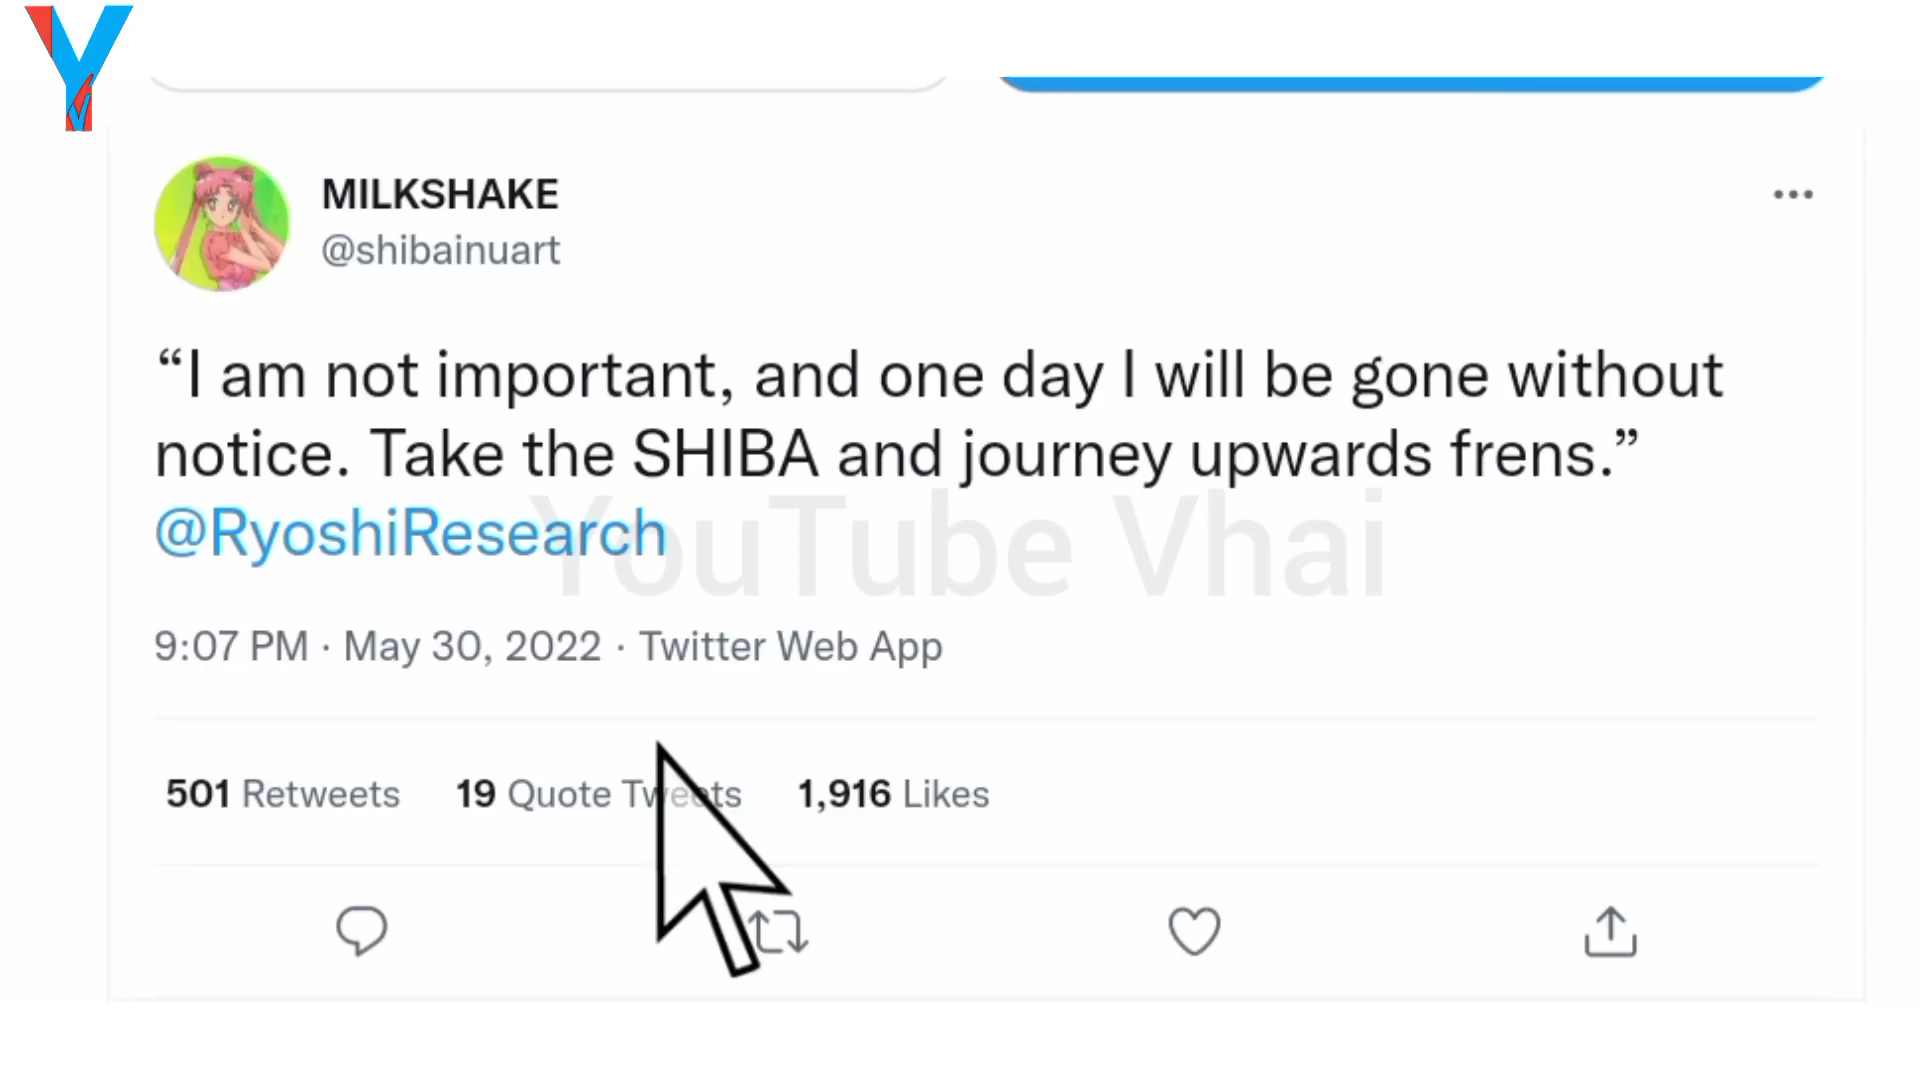 MILKSHAKE
@shibainuart
“I am not important, and one day I will be gone without
notice. Take the SHIBA and journey upwards frens.”
@RyoshiResearch
YouTube Vhai
9:07 PM · May 30, 2022 · Twitter Web App
501 Retweets 19 Quote Tweets 1,916 Likes